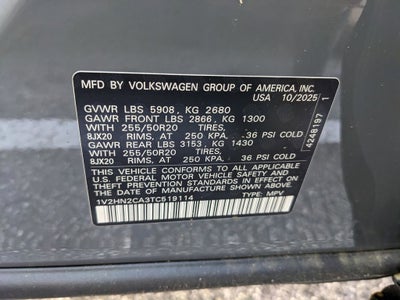 MFD. BY VOLKSWAGEN GROUP OF AMERICA, INC.
USA 10/2025
GVWR LBS 5908, KG 2680
GAWR FRONT LBS 2866, KG 1300
WITH 255/50R20 TIRES,
8JX20 RIMS, AT 250 KPA, 36 PSI COLD
GAWR REAR LBS 3153, KG 1430
WITH 255/50R20 TIRES,
8JX20 RIMS, AT 250 KPA, 36 PSI COLD
THIS VEHICLE CONFORMS TO ALL APPLICABLE
FEDERAL MOTOR VEHICLE SAFETY AND
THEFT PREVENTION STANDARDS IN EFFECT ON
THE DATE OF MANUFACTURE SHOWN ABOVE.
1V2HN2CA3TC519114 TYPE: MPV
4248197 1